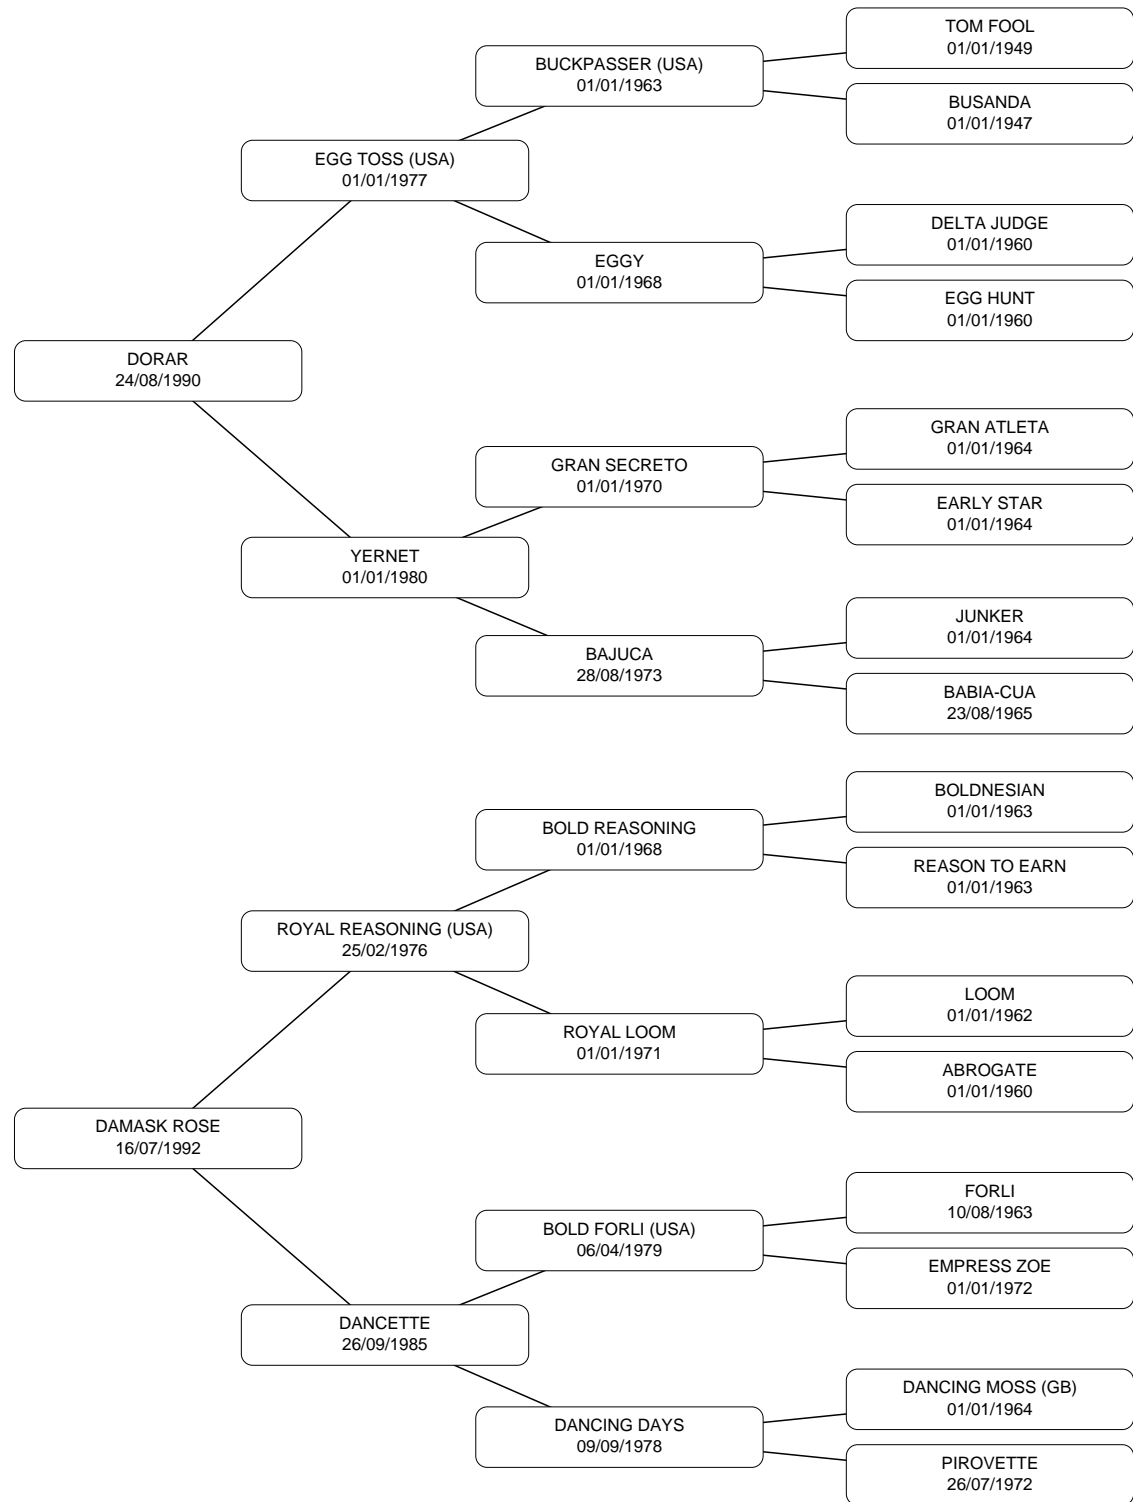 TOM FOOL
01/01/1949
BUCKPASSER (USA)
01/01/1963
BUSANDA
01/01/1947
EGG TOSS (USA)
01/01/1977
DELTA JUDGE
01/01/1960
EGGY
01/01/1968
EGG HUNT
01/01/1960
DORAR
24/08/1990
GRAN ATLETA
01/01/1964
GRAN SECRETO
01/01/1970
EARLY STAR
01/01/1964
YERNET
01/01/1980
JUNKER
01/01/1964
BAJUCA
28/08/1973
BABIA-CUA
23/08/1965
BOLDNESIAN
01/01/1963
BOLD REASONING
01/01/1968
REASON TO EARN
01/01/1963
ROYAL REASONING (USA)
25/02/1976
LOOM
01/01/1962
ROYAL LOOM
01/01/1971
ABROGATE
01/01/1960
DAMASK ROSE
16/07/1992
FORLI
10/08/1963
BOLD FORLI (USA)
06/04/1979
EMPRESS ZOE
01/01/1972
DANCETTE
26/09/1985
DANCING MOSS (GB)
01/01/1964
DANCING DAYS
09/09/1978
PIROVETTE
26/07/1972